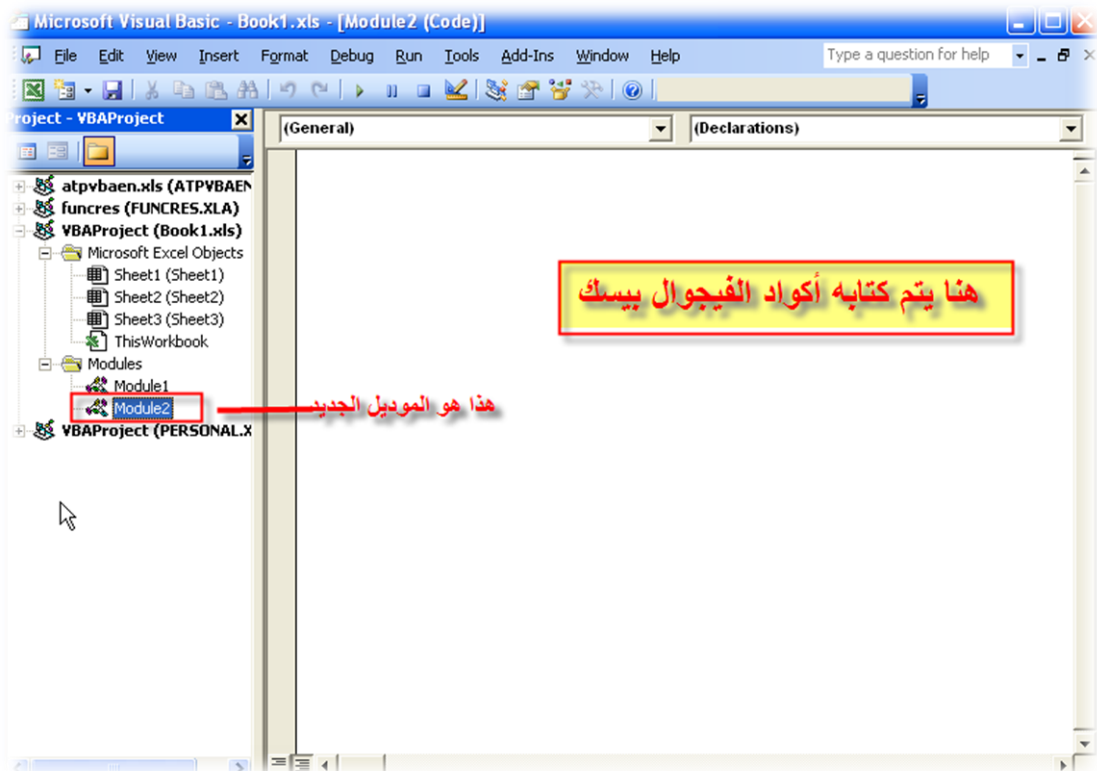 Microsoft Visual Basic - Book1.xls - [Module2 (Code)]
File Edit View Insert Format Debug Run Tools Add-Ins Window Help
Type a question for help
Project - VBAProject
(General)
(Declarations)
atpvbaen.xls (ATPVBAEN
funcres (FUNCRES.XLA)
VBAProject (Book1.xls)
Microsoft Excel Objects
Sheet1 (Sheet1)
Sheet2 (Sheet2)
Sheet3 (Sheet3)
ThisWorkbook
Modules
Module1
Module2
VBAProject (PERSONAL.X
هنا يتم كتابه أكواد الفيجوال بيسك
هذا هو الموديل الجديد